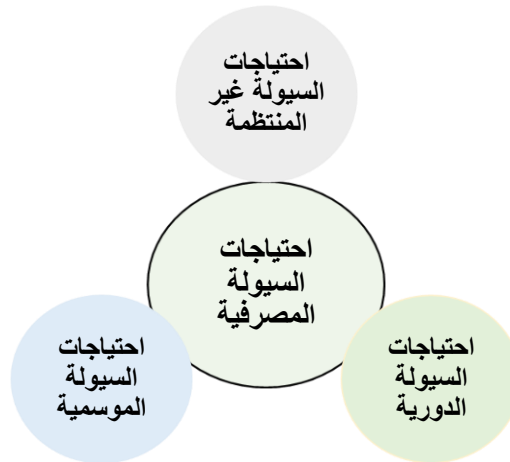 احتياجات
السيولة غير
المنتظمة
احتياجات
السيولة
المصرفية
احتياجات
السيولة
الدورية
احتياجات
السيولة
الموسمية